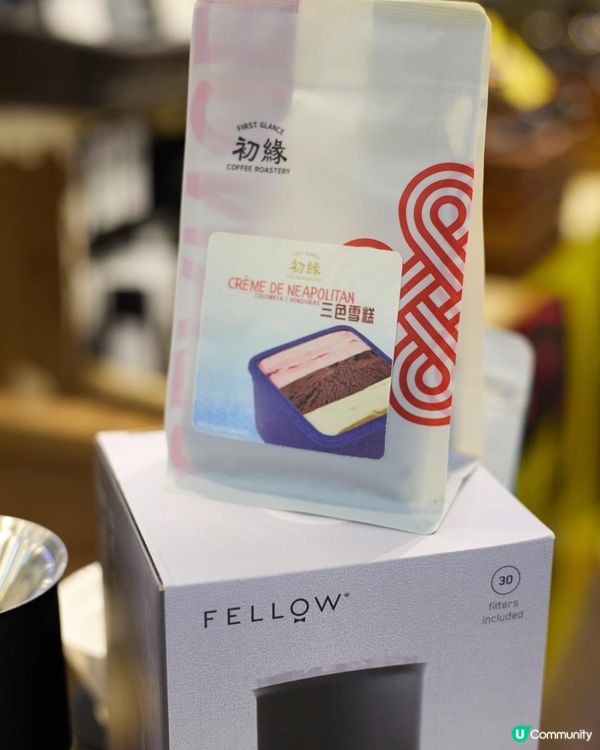 FIRST GLANCE
初緣
COFFEE ROASTERY
初緣
CRÈME DE NEAPOLITAN
COLOMBIA / HONDURAS
三色雪糕
FELLOW®
30
filters
included
U Community